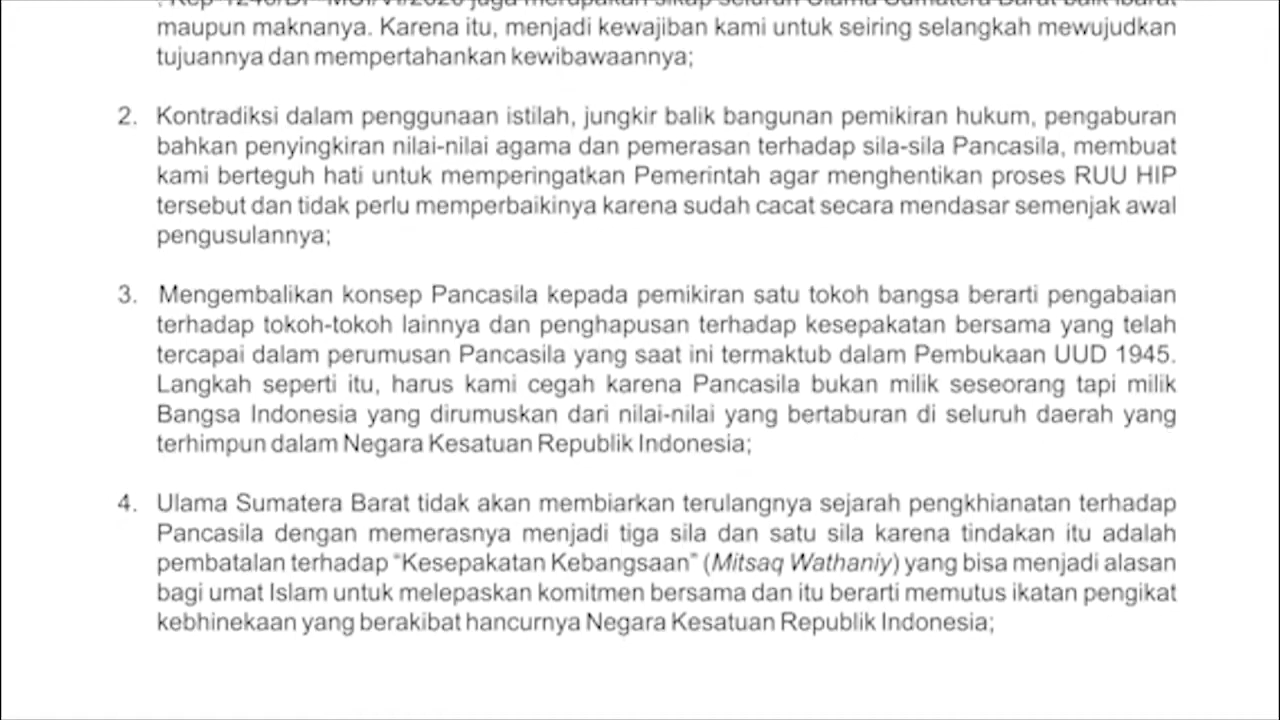 maupun maknanya. Karena itu, menjadi kewajiban kami untuk seiring selangkah mewujudkan
tujuannya dan mempertahankan kewibawaannya;
2. Kontradiksi dalam penggunaan istilah, jungkir balik bangunan pemikiran hukum, pengaburan
bahkan penyingkiran nilai-nilai agama dan pemerasan terhadap sila-sila Pancasila, membuat
kami berteguh hati untuk memperingatkan Pemerintah agar menghentikan proses RUU HIP
tersebut dan tidak perlu memperbaikinya karena sudah cacat secara mendasar semenjak awal
pengusulannya;
3. Mengembalikan konsep Pancasila kepada pemikiran satu tokoh bangsa berarti pengabaian
terhadap tokoh-tokoh lainnya dan penghapusan terhadap kesepakatan bersama yang telah
tercapai dalam perumusan Pancasila yang saat ini termaktub dalam Pembukaan UUD 1945.
Langkah seperti itu, harus kami cegah karena Pancasila bukan milik seseorang tapi milik
Bangsa Indonesia yang dirumuskan dari nilai-nilai yang bertaburan di seluruh daerah yang
terhimpun dalam Negara Kesatuan Republik Indonesia;
4. Ulama Sumatera Barat tidak akan membiarkan terulangnya sejarah pengkhianatan terhadap
Pancasila dengan memerasnya menjadi tiga sila dan satu sila karena tindakan itu adalah
pembatalan terhadap “Kesepakatan Kebangsaan” (Mitsaq Wathaniy) yang bisa menjadi alasan
bagi umat Islam untuk melepaskan komitmen bersama dan itu berarti memutus ikatan pengikat
kebhinekaan yang berakibat hancurnya Negara Kesatuan Republik Indonesia;